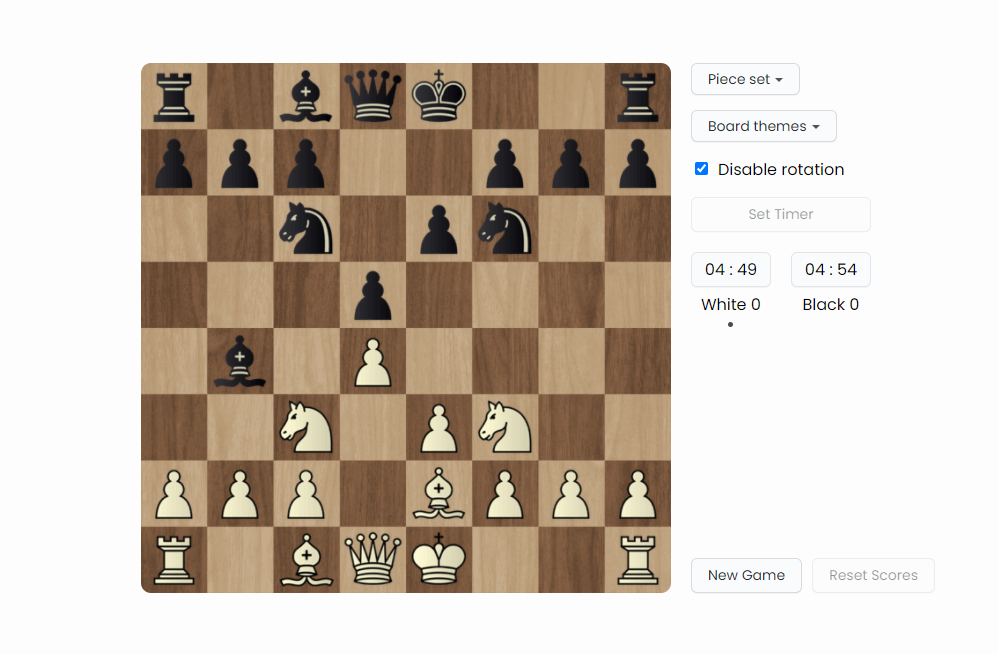 Piece set
Board themes
Disable rotation
Set Timer
04 : 49 04 : 54
White 0 Black 0
New Game Reset Scores